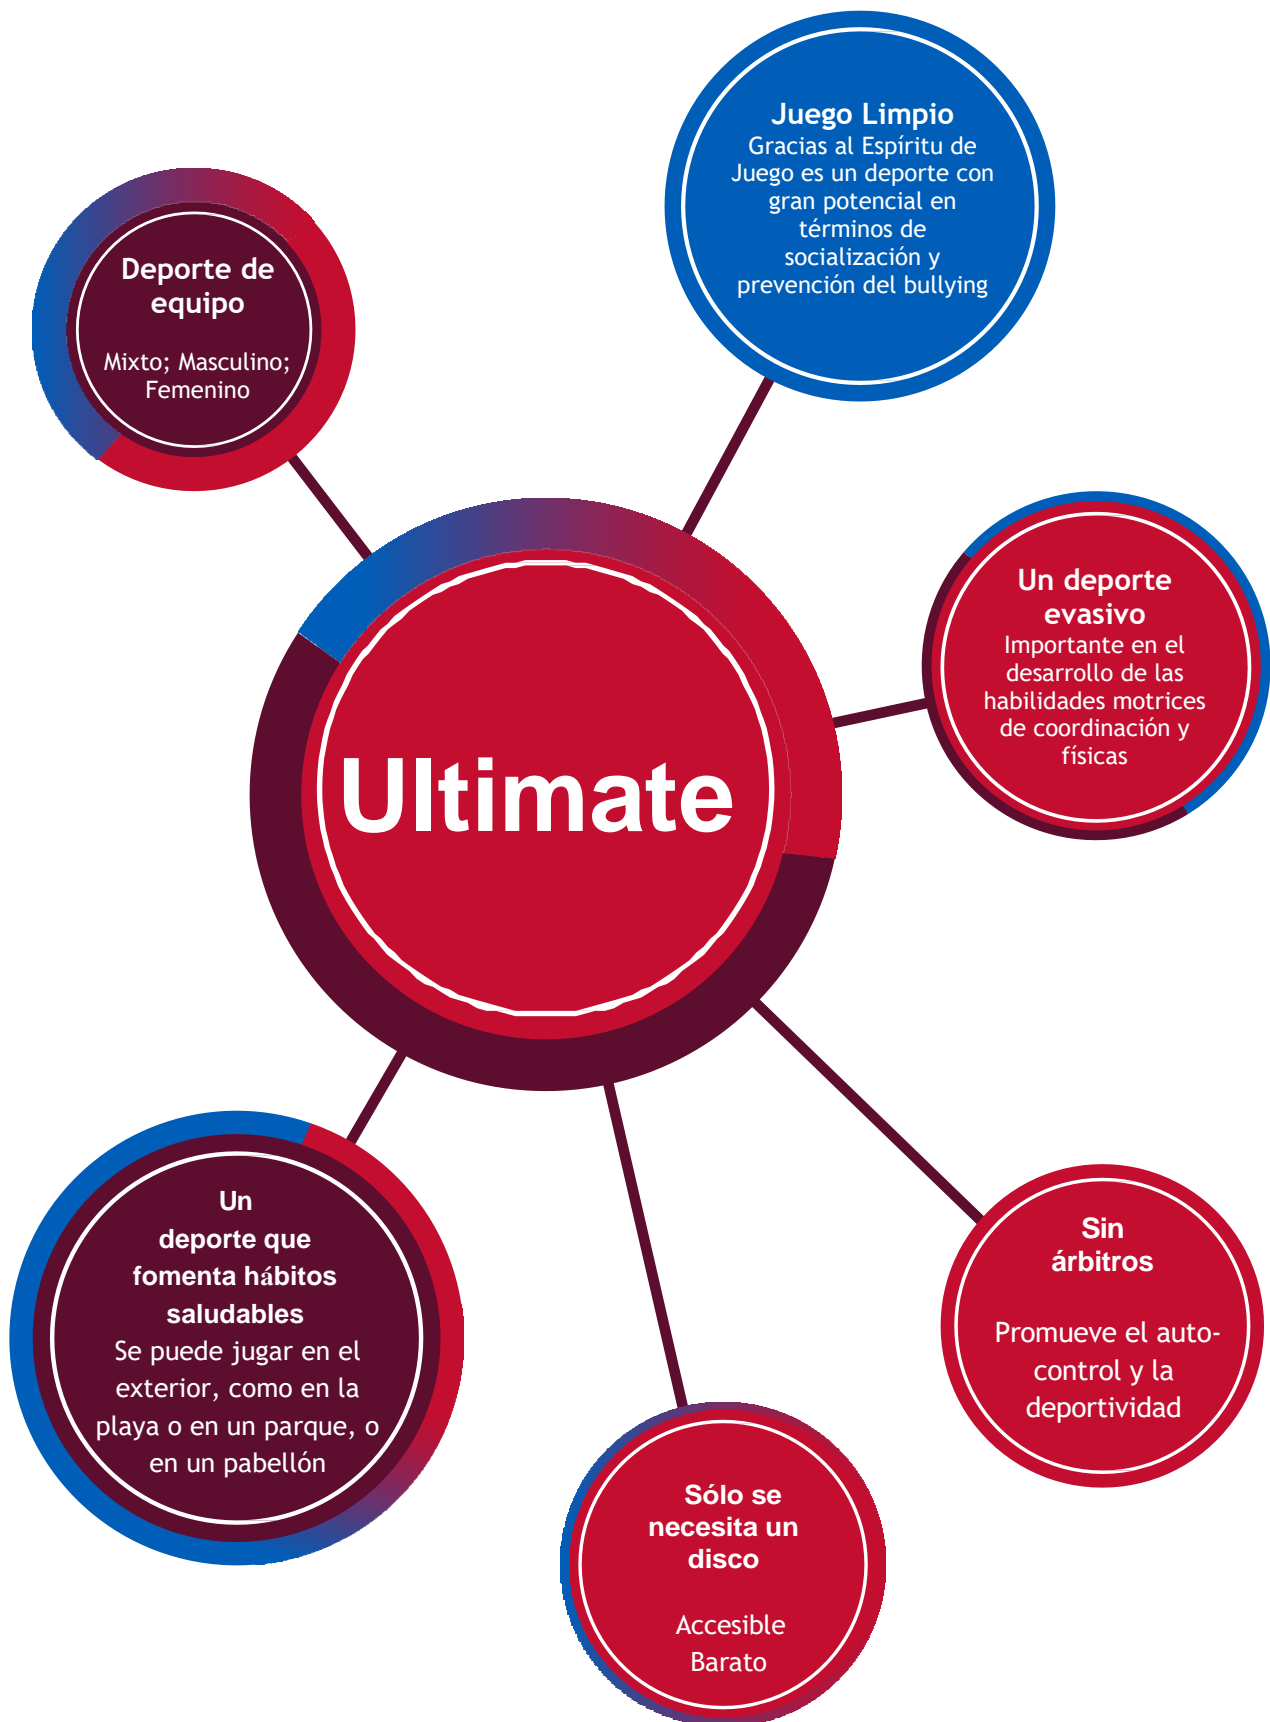 Juego Limpio
Gracias al Espíritu de
Juego es un deporte con
gran potencial en
términos de
socialización y
prevención del bullying
Deporte de
equipo
Mixto; Masculino;
Femenino
Un deporte
evasivo
Importante en el
desarrollo de las
habilidades motrices
de coordinación y
físicas
Ultimate
Un
deporte que
fomenta hábitos
saludables
Se puede jugar en el
exterior, como en la
playa o en un parque, o
en un pabellón
Sin
árbitros
Promueve el auto-
control y la
deportividad
Sólo se
necesita un
disco
Accesible
Barato